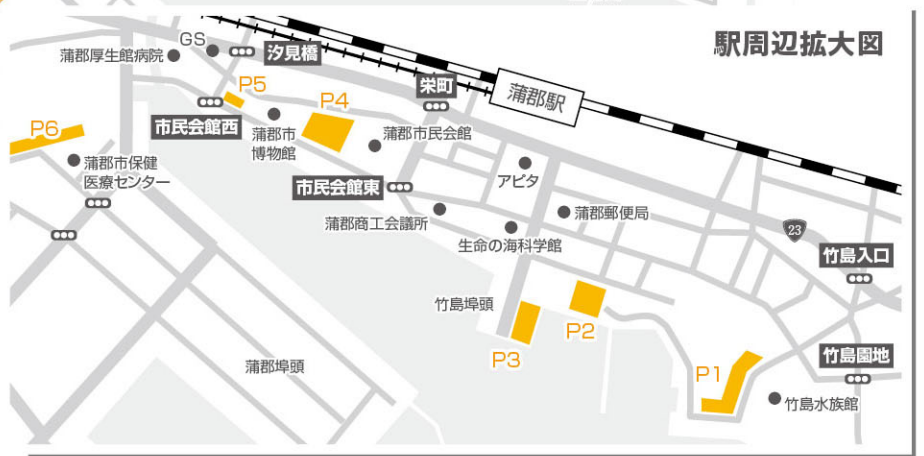 駅周辺拡大図
GS
汐見橋
蒲郡厚生館病院
P5
P4
栄町
蒲郡駅
P6
市民会館西
蒲郡市
博物館
蒲郡市民会館
蒲郡市保健
医療センター
市民会館東
アピタ
蒲郡商工会議所
蒲郡郵便局
生命の海科学館
23
竹島入口
竹島埠頭
P2
P3
蒲郡埠頭
P1
竹島園地
竹島水族館